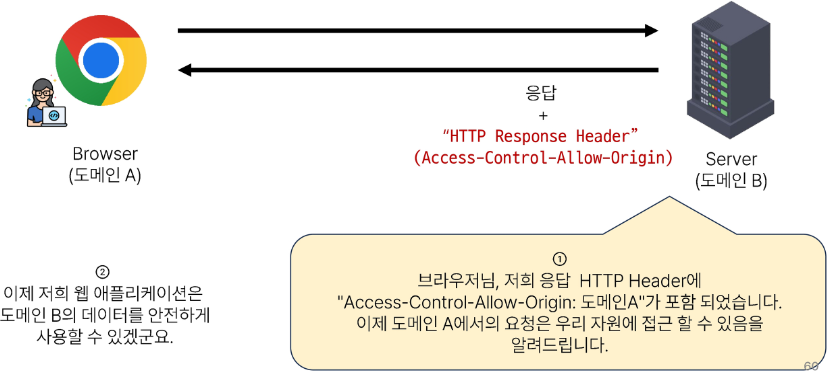 응답
+
“HTTP Response Header”
(Access-Control-Allow-Origin)
Browser
(도메인 A)
Server
(도메인 B)
①
브라우저님, 저희 응답 HTTP Header에
"Access-Control-Allow-Origin: 도메인A"가 포함 되었습니다.
이제 도메인 A에서의 요청은 우리 자원에 접근 할 수 있음을
알려드립니다.
②
이제 저희 웹 애플리케이션은
도메인 B의 데이터를 안전하게
사용할 수 있겠군요.